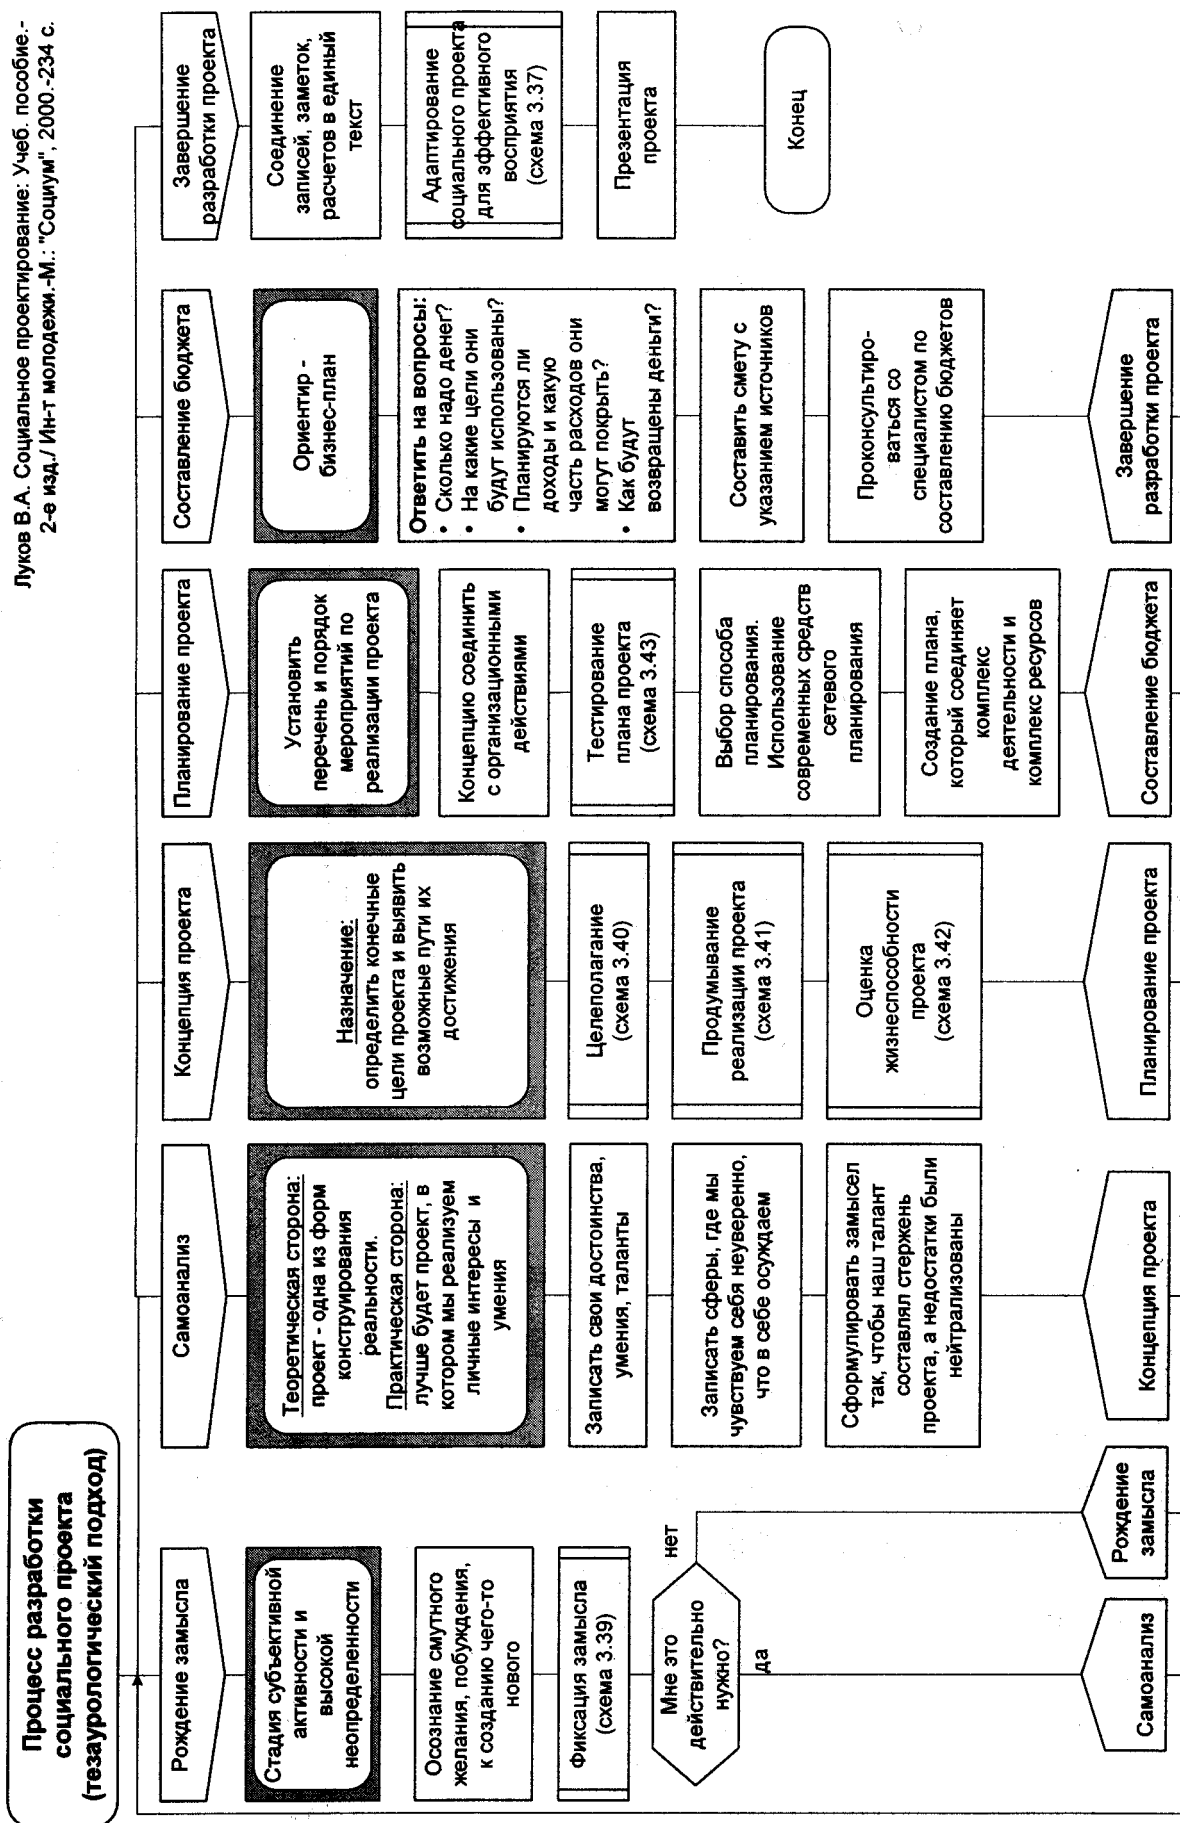 Луков В.А. Социальное проектирование: Учеб. пособие.-
2-е изд./ Ин-т молодежи.-М.: "Социум", 2000.-234 с.
Процесс разработки
социального проекта
(тезаурологический подход)
Рождение замысла
Стадия субъективной
активности и
высокой
неопределенности
Осознание смутного
желания, побуждения,
к созданию чего-то
нового
Фиксация замысла
(схема 3.39)
Мне это
действительно
нужно?
нет
да
Рождение
замысла
Самоанализ
Самоанализ
Теоретическая сторона:
проект - одна из форм
конструирования
реальности.
Практическая сторона:
лучше будет проект, в
котором мы реализуем
личные интересы и
умения
Записать свои достоинства,
умения, таланты
Записать сферы, где мы
чувствуем себя неуверенно,
что в себе осуждаем
Сформулировать замысел
так, чтобы наш талант
составлял стержень
проекта, а недостатки были
нейтрализованы
Концепция проекта
Концепция проекта
Назначение:
определить конечные
цели проекта и выявить
возможные пути их
достижения
Целеполагание
(схема 3.40)
Продумывание
реализации проекта
(схема 3.41)
Оценка
жизнеспособности
проекта
(схема 3.42)
Планирование проекта
Планирование проекта
Установить
перечень и порядок
мероприятий по
реализации проекта
Концепцию соединить
с организационными
действиями
Тестирование
плана проекта
(схема 3.43)
Выбор способа
планирования.
Использование
современных средств
сетевого
планирования
Создание плана,
который соединяет
комплекс
деятельности и
комплекс ресурсов
Составление бюджета
Составление бюджета
Ориентир -
бизнес-план
Ответить на вопросы:
• Сколько надо денег?
• На какие цели они
будут использованы?
• Планируются ли
доходы и какую
часть расходов они
могут покрыть?
• Как будут
возвращены деньги?
Составить смету с
указанием источников
Проконсультиро-
ваться со
специалистом по
составлению бюджетов
Завершение
разработки проекта
Завершение
разработки проекта
Соединение
записей, заметок,
расчетов в единый
текст
Адаптирование
социального проекта
для эффективного
восприятия
(схема 3.37)
Презентация
проекта
Конец